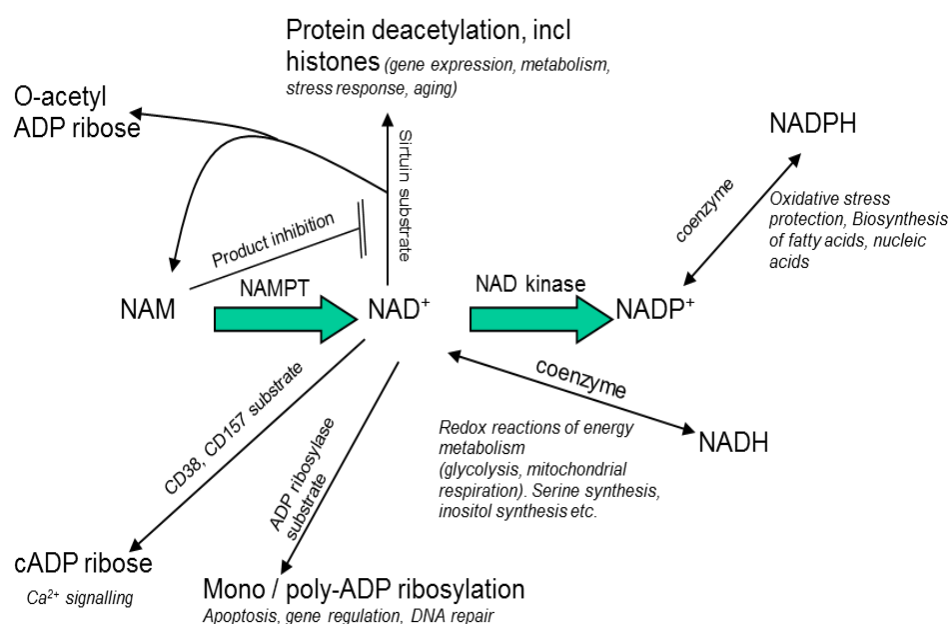 Protein deacetylation, incl
histones (gene expression, metabolism,
stress response, aging)
O-acetyl
ADP ribose
NADPH
Sirtuin substrate
coenzyme
Oxidative stress
protection, Biosynthesis
of fatty acids, nucleic
acids
Product inhibition
NAM
NAMPT
NAD⁺
NAD kinase
NADP⁺
coenzyme
NADH
Redox reactions of energy
metabolism
(glycolysis, mitochondrial
respiration). Serine synthesis,
inositol synthesis etc.
CD38, CD157 substrate
ADP ribosylase
substrate
cADP ribose
Ca²⁺ signalling
Mono / poly-ADP ribosylation
Apoptosis, gene regulation, DNA repair